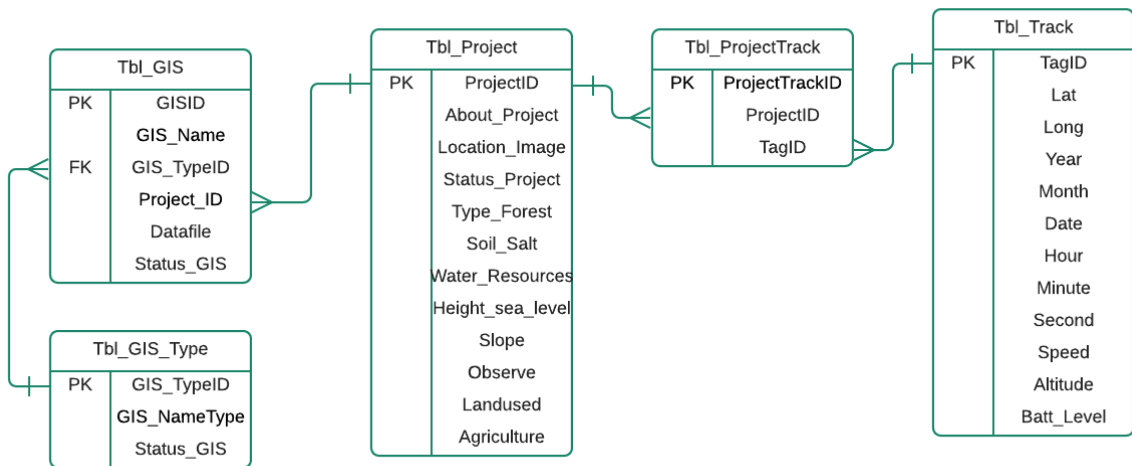 Tbl_GIS
PK GISID
GIS_Name
FK GIS_TypeID
Project_ID
Datafile
Status_GIS
Tbl_GIS_Type
PK GIS_TypeID
GIS_NameType
Status_GIS
Tbl_Project
PK ProjectID
About_Project
Location_Image
Status_Project
Type_Forest
Soil_Salt
Water_Resources
Height_sea_level
Slope
Observe
Landused
Agriculture
Tbl_ProjectTrack
PK ProjectTrackID
ProjectID
TagID
Tbl_Track
PK TagID
Lat
Long
Year
Month
Date
Hour
Minute
Second
Speed
Altitude
Batt_Level